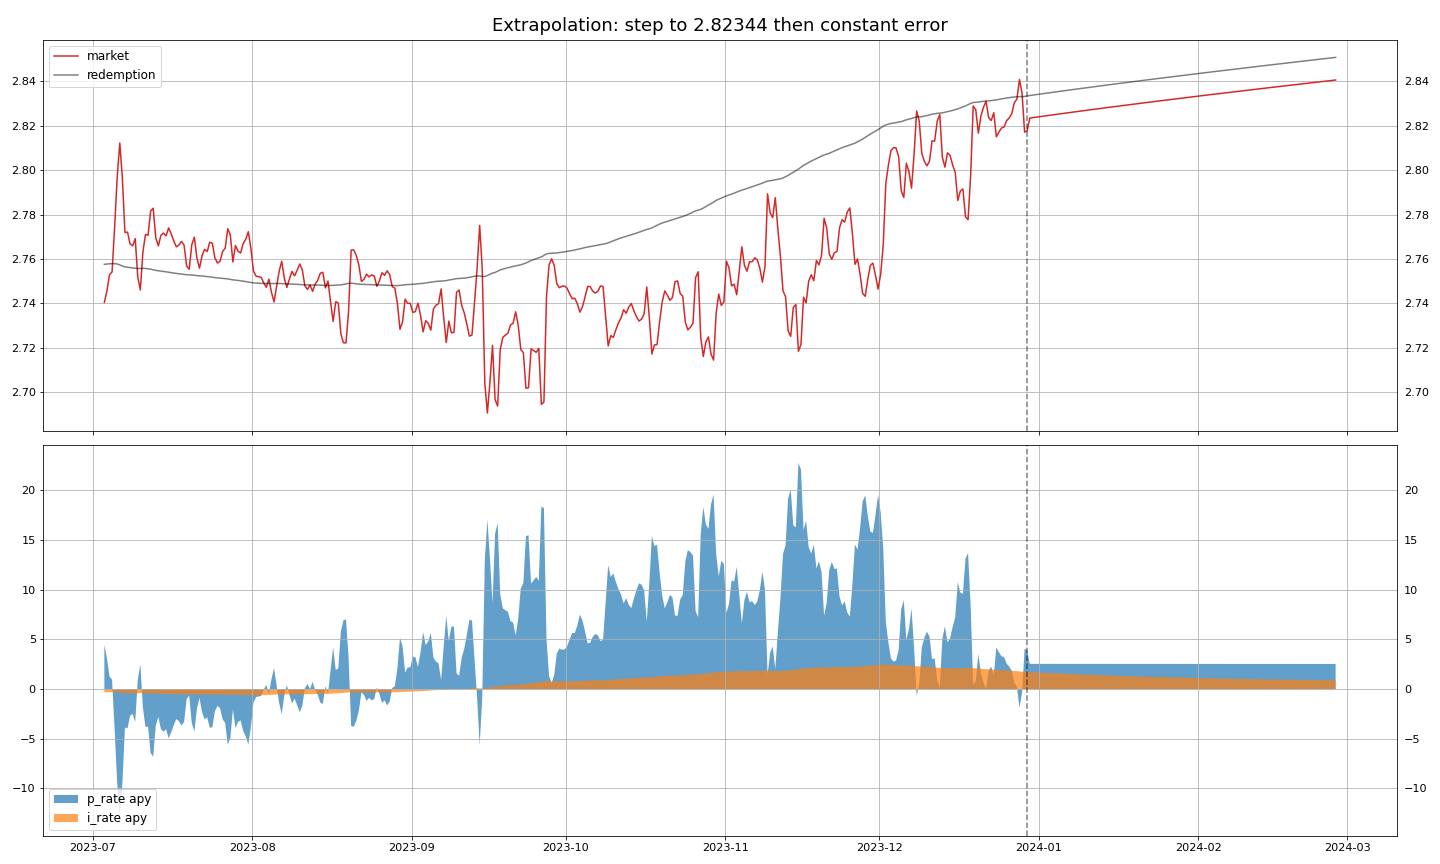 Extrapolation: step to 2.82344 then constant error
market
redemption
2.84 2.84
2.82 2.82
2.80 2.80
2.78 2.78
2.76 2.76
2.74 2.74
2.72 2.72
2.70 2.70
20 20
15 15
10 10
5 5
0 0
−5 −5
−10 −10
p_rate apy
i_rate apy
2023-07 2023-08 2023-09 2023-10 2023-11 2023-12 2024-01 2024-02 2024-03